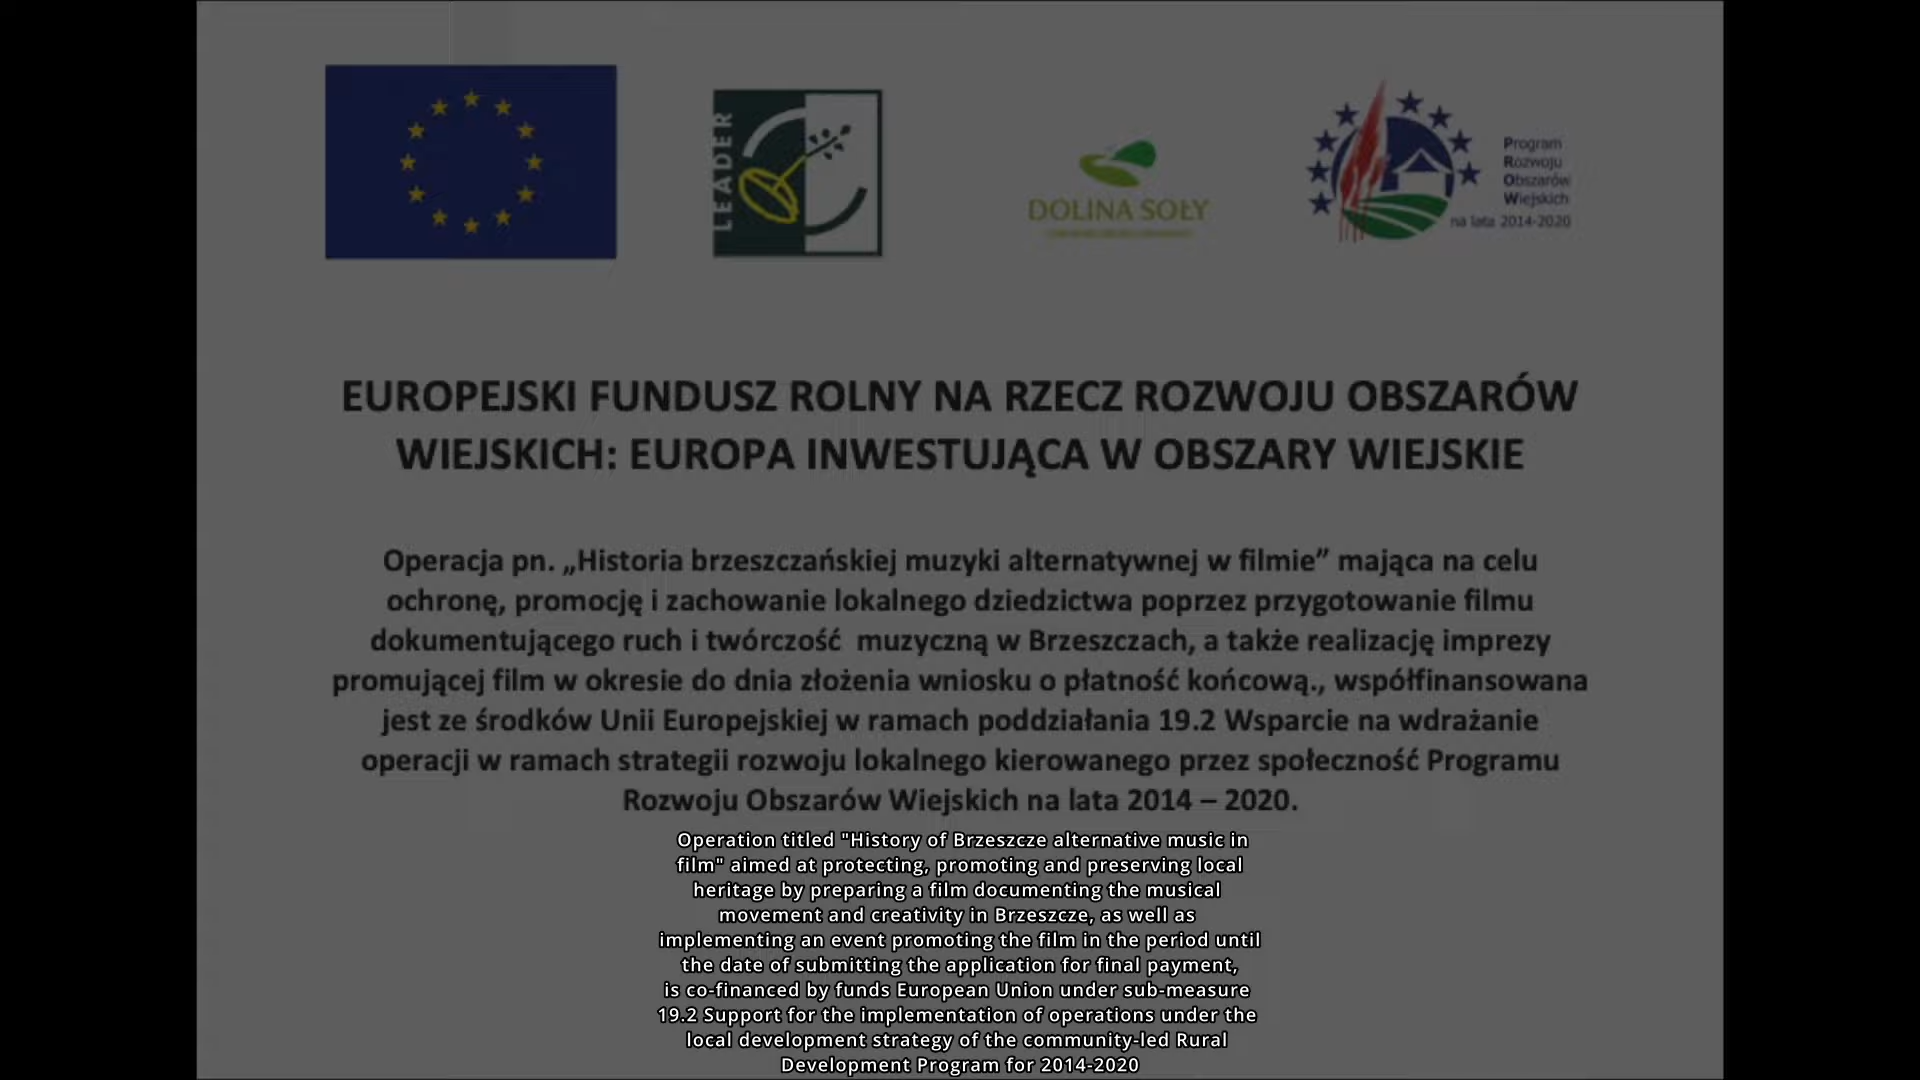 LEADER
DOLINA SOŁY
Program
Rozwoju
Obszarów
Wiejskich
na lata 2014-2020
EUROPEJSKI FUNDUSZ ROLNY NA RZECZ ROZWOJU OBSZARÓW
WIEJSKICH: EUROPA INWESTUJĄCA W OBSZARY WIEJSKIE
Operacja pn. „Historia brzeszczańskiej muzyki alternatywnej w filmie” mająca na celu
ochronę, promocję i zachowanie lokalnego dziedzictwa poprzez przygotowanie filmu
dokumentującego ruch i twórczość  muzyczną w Brzeszczach, a także realizację imprezy
promującej film w okresie do dnia złożenia wniosku o płatność końcową., współfinansowana
jest ze środków Unii Europejskiej w ramach poddziałania 19.2 Wsparcie na wdrażanie
operacji w ramach strategii rozwoju lokalnego kierowanego przez społeczność Programu
Rozwoju Obszarów Wiejskich na lata 2014 – 2020.
Operation titled "History of Brzeszcze alternative music in
film" aimed at protecting, promoting and preserving local
heritage by preparing a film documenting the musical
movement and creativity in Brzeszcze, as well as
implementing an event promoting the film in the period until
the date of submitting the application for final payment,
is co-financed by funds European Union under sub-measure
19.2 Support for the implementation of operations under the
local development strategy of the community-led Rural
Development Program for 2014-2020